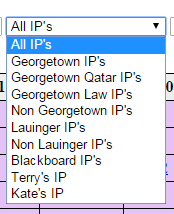 All IP's
All IP's
Georgetown IP's
Georgetown Qatar IP's
Georgetown Law IP's
Non Georgetown IP's
Lauinger IP's
Non Lauinger IP's
Blackboard IP's
Terry's IP
Kate's IP